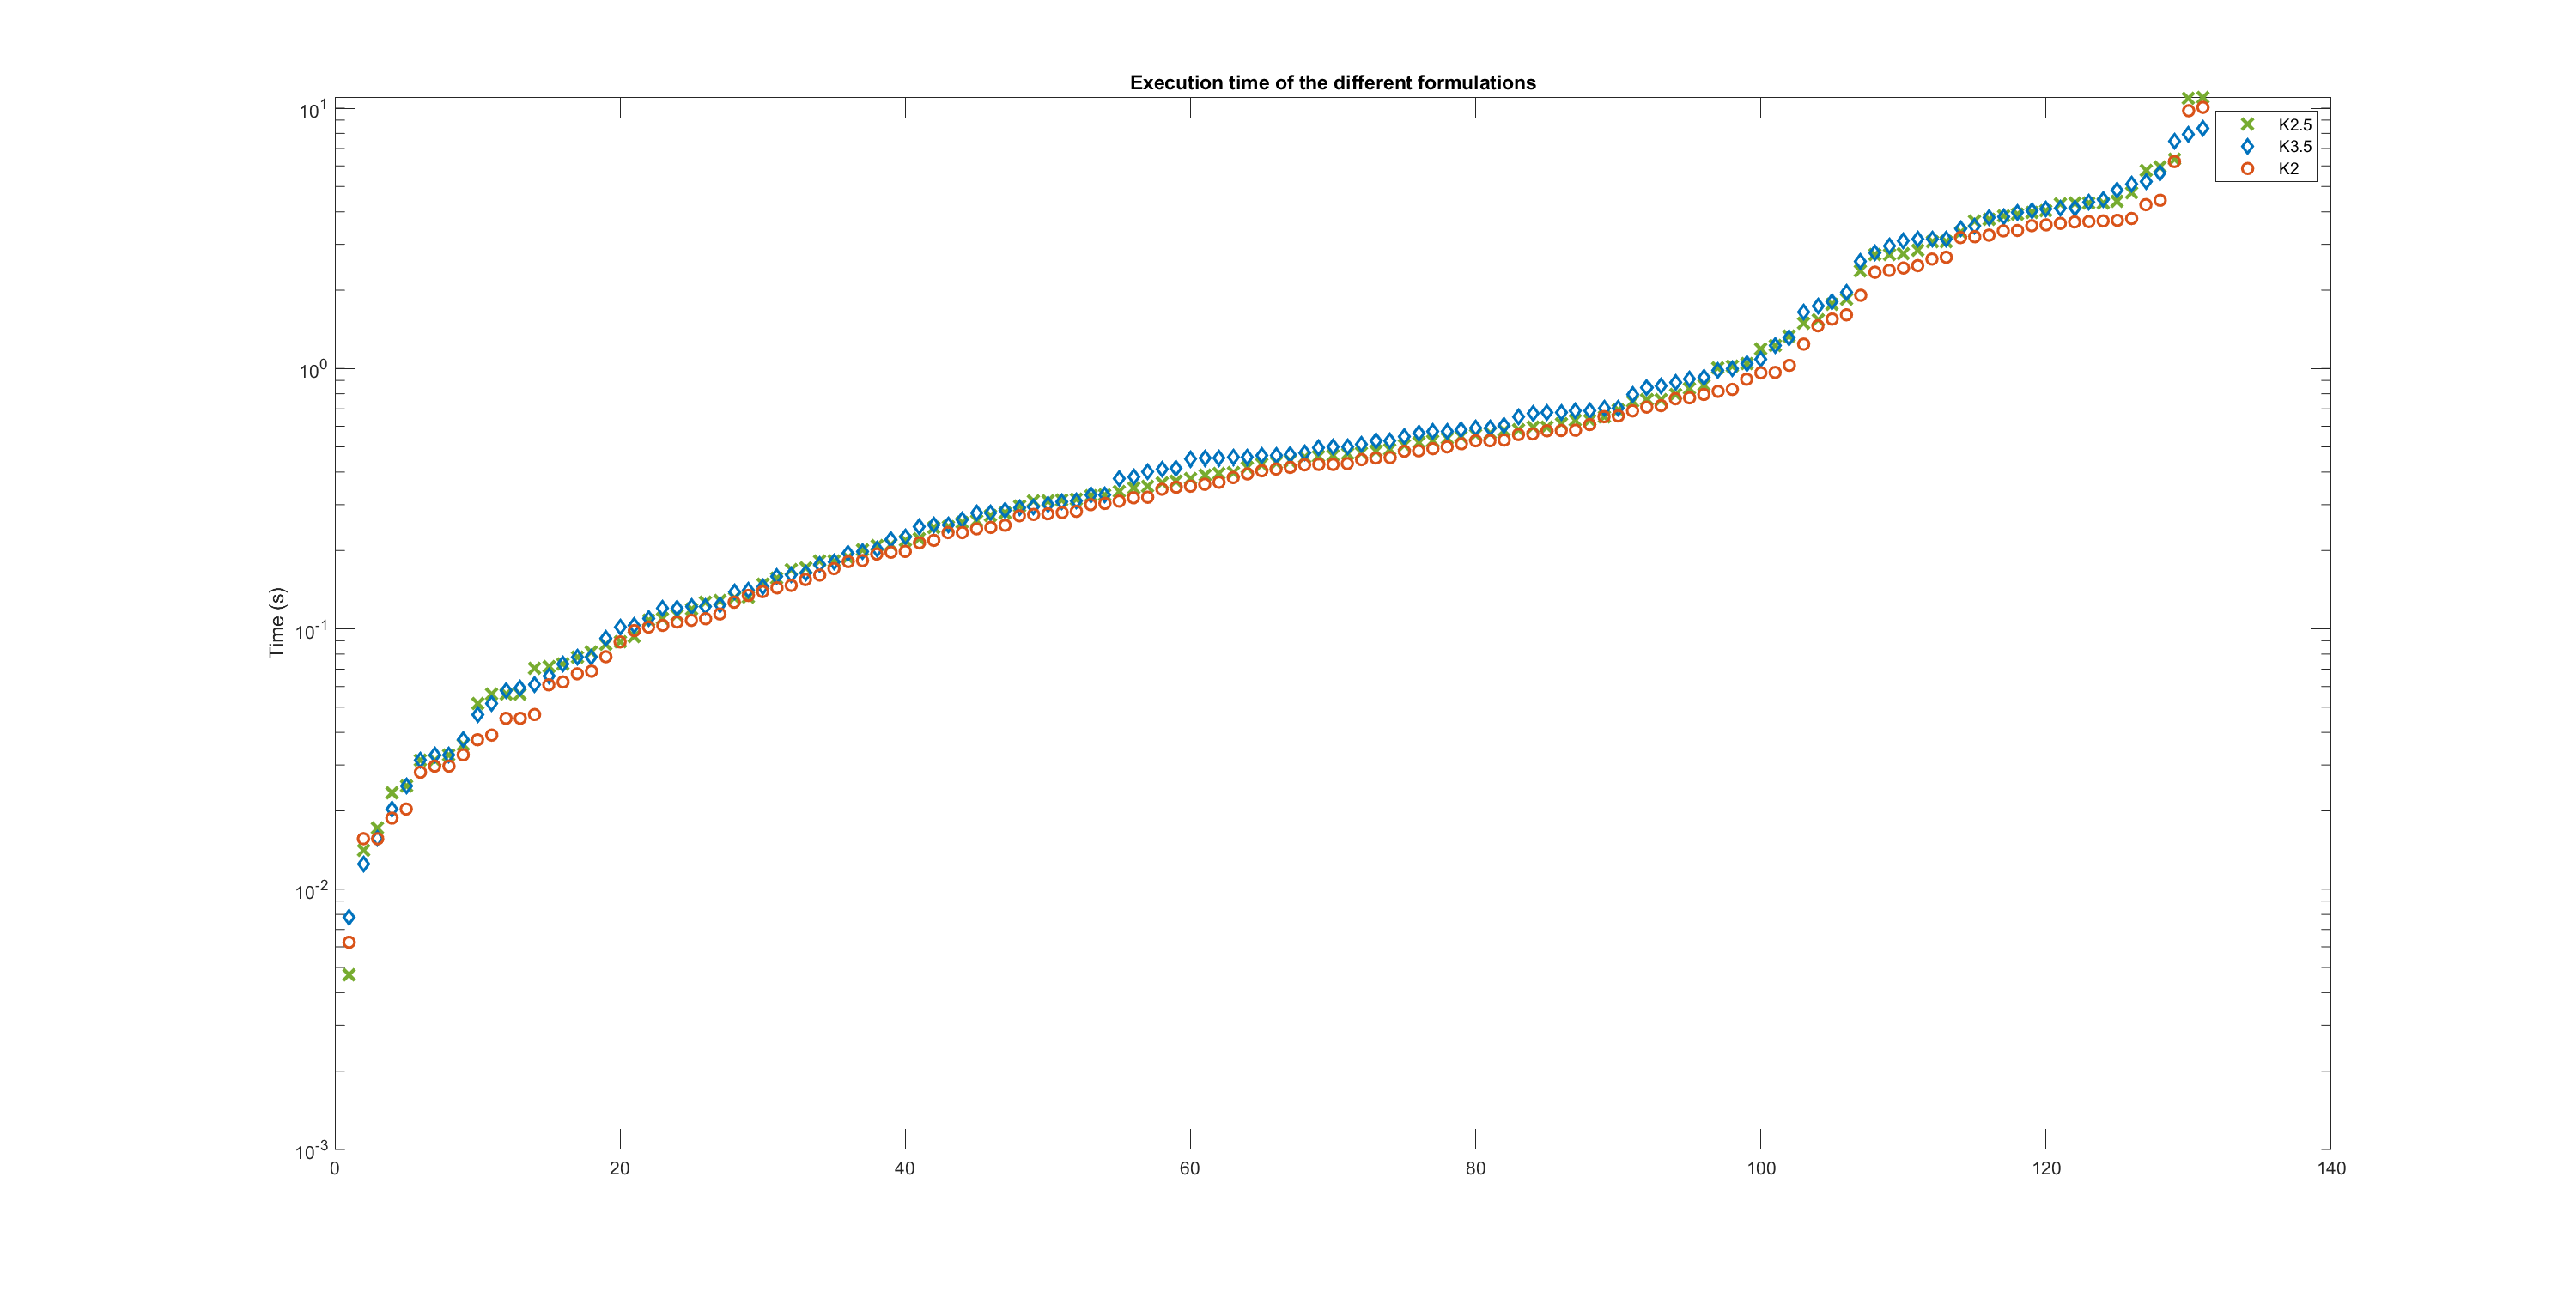 Execution time of the different formulations
10^1
10^0
10^-1
10^-2
10^-3
Time (s)
0 20 40 60 80 100 120 140
K2.5
K3.5
K2